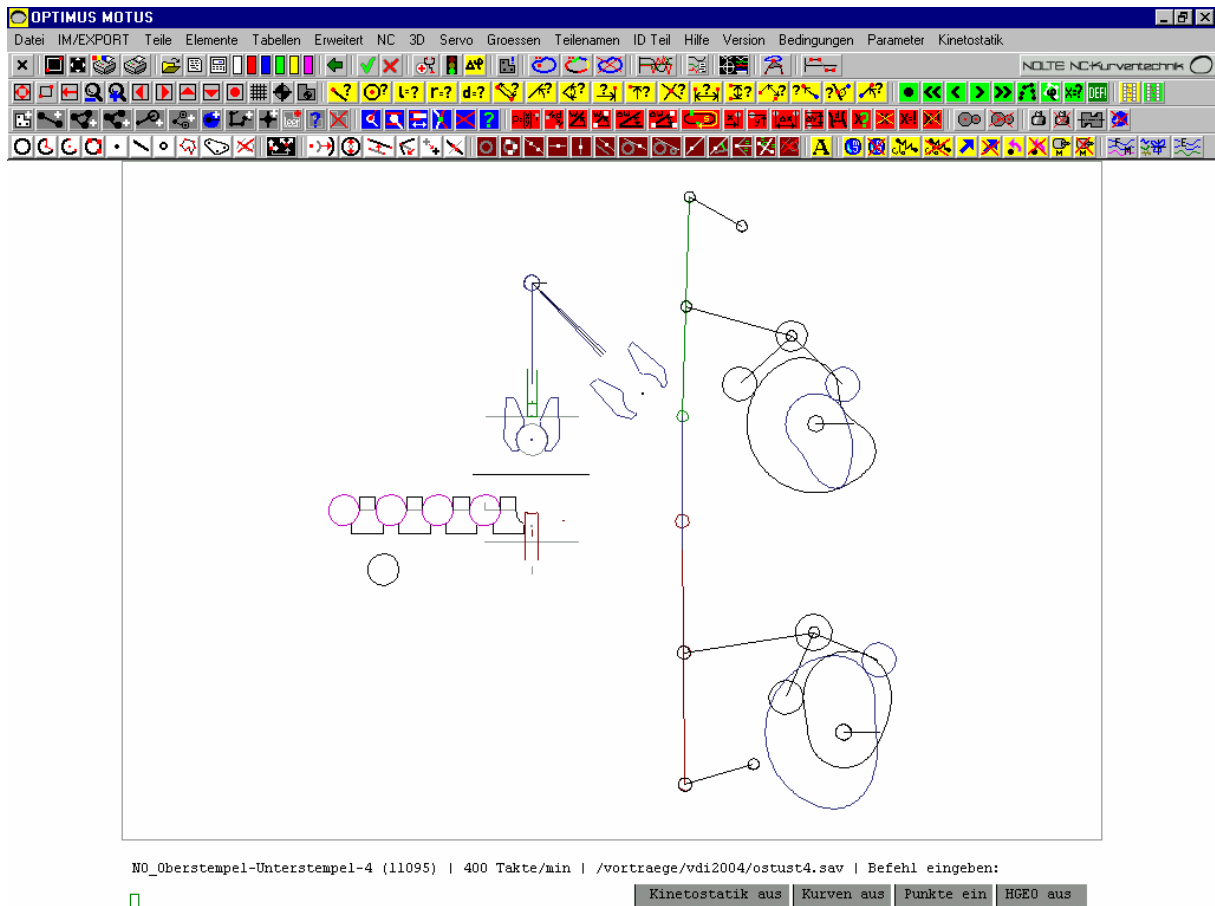 OPTIMUS MOTUS
Datei IM/EXPORT Teile Elemente Tabellen Erweitert NC 3D Servo Groessen Teilenamen ID Teil Hilfe Version Bedingungen Parameter Kinetostatik
NOLTE NC-Kurventechnik
l=? r=? d=? DEF!
A
N0_Oberstempel-Unterstempel-4 (11095) | 400 Takte/min | /vortraege/vdi2004/ostust4.sav | Befehl eingeben:
Kinetostatik aus Kurven aus Punkte ein HGEO aus